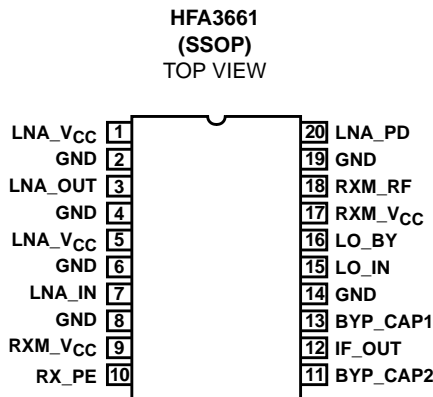 HFA3661
(SSOP)
TOP VIEW
LNA_VCC 1 20 LNA_PD
GND 2 19 GND
LNA_OUT 3 18 RXM_RF
GND 4 17 RXM_VCC
LNA_VCC 5 16 LO_BY
GND 6 15 LO_IN
LNA_IN 7 14 GND
GND 8 13 BYP_CAP1
RXM_VCC 9 12 IF_OUT
RX_PE 10 11 BYP_CAP2